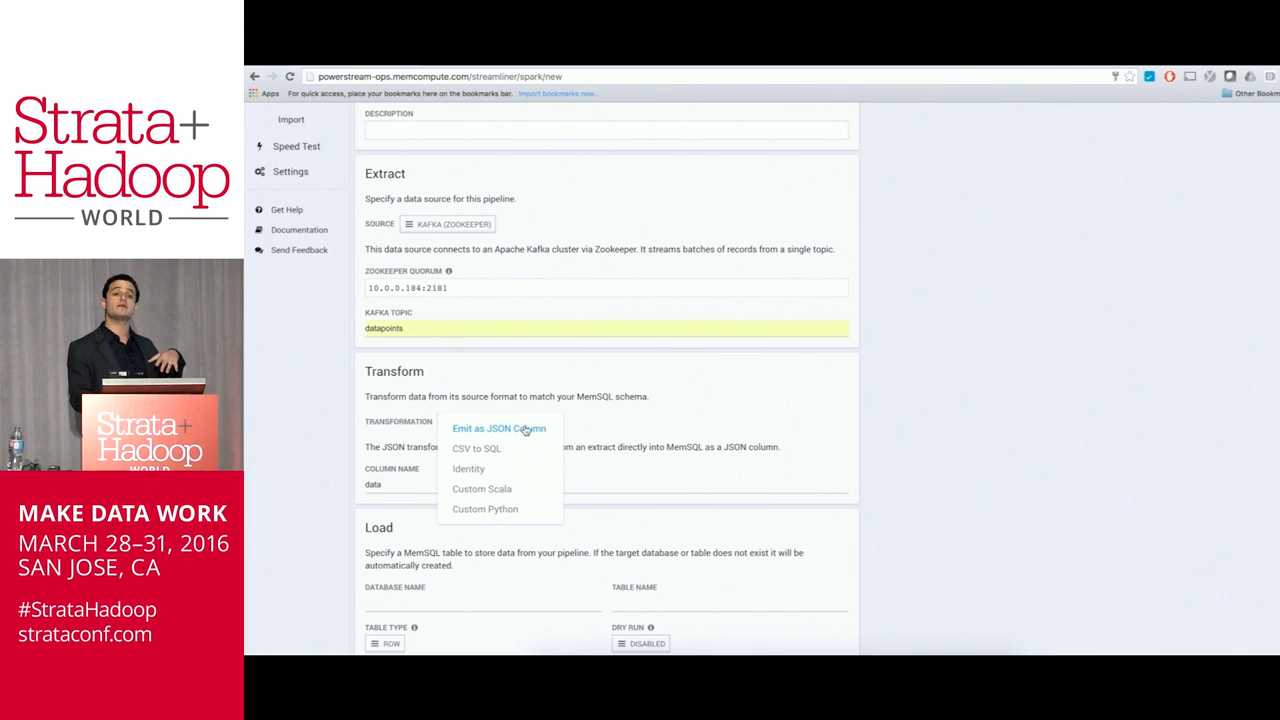 Strata+
Hadoop
WORLD
Strata+
Hadoop
WORLD
MAKE DATA WORK
MARCH 28–31, 2016
SAN JOSE, CA
#StrataHadoop
strataconf.com
powerstream-ops.memcompute.com/streamliner/spark/new
Apps For quick access, place your bookmarks here on the bookmarks bar. Import bookmarks now...
Other Bookm
Import
Speed Test
Settings
Get Help
Documentation
Send Feedback
DESCRIPTION
Extract
Specify a data source for this pipeline.
SOURCE KAFKA (ZOOKEEPER)
This data source connects to an Apache Kafka cluster via Zookeeper. It streams batches of records from a single topic.
ZOOKEEPER QUORUM
10.0.0.184:2181
KAFKA TOPIC
datapoints
Transform
Transform data from its source format to match your MemSQL schema.
TRANSFORMATION
Emit as JSON Column
CSV to SQL
Identity
Custom Scala
Custom Python
The JSON transfor om an extract directly into MemSQL as a JSON column.
COLUMN NAME
data
Load
Specify a MemSQL table to store data from your pipeline. If the target database or table does not exist it will be
automatically created.
DATABASE NAME TABLE NAME
TABLE TYPE DRY RUN
ROW DISABLED